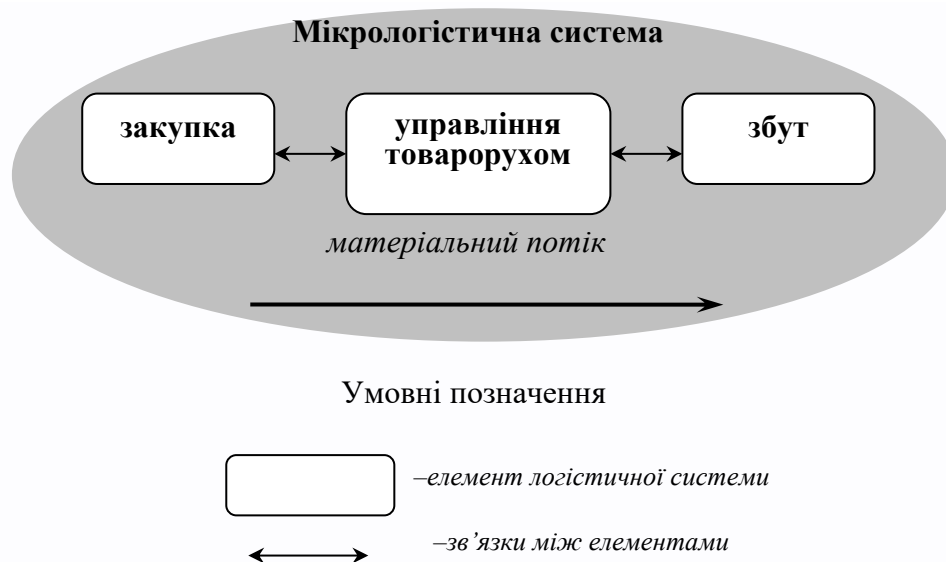 Мікрологістична система
закупка
управління
товарорухом
збут
матеріальний потік
Умовні позначення
–елемент логістичної системи
–зв’язки між елементами